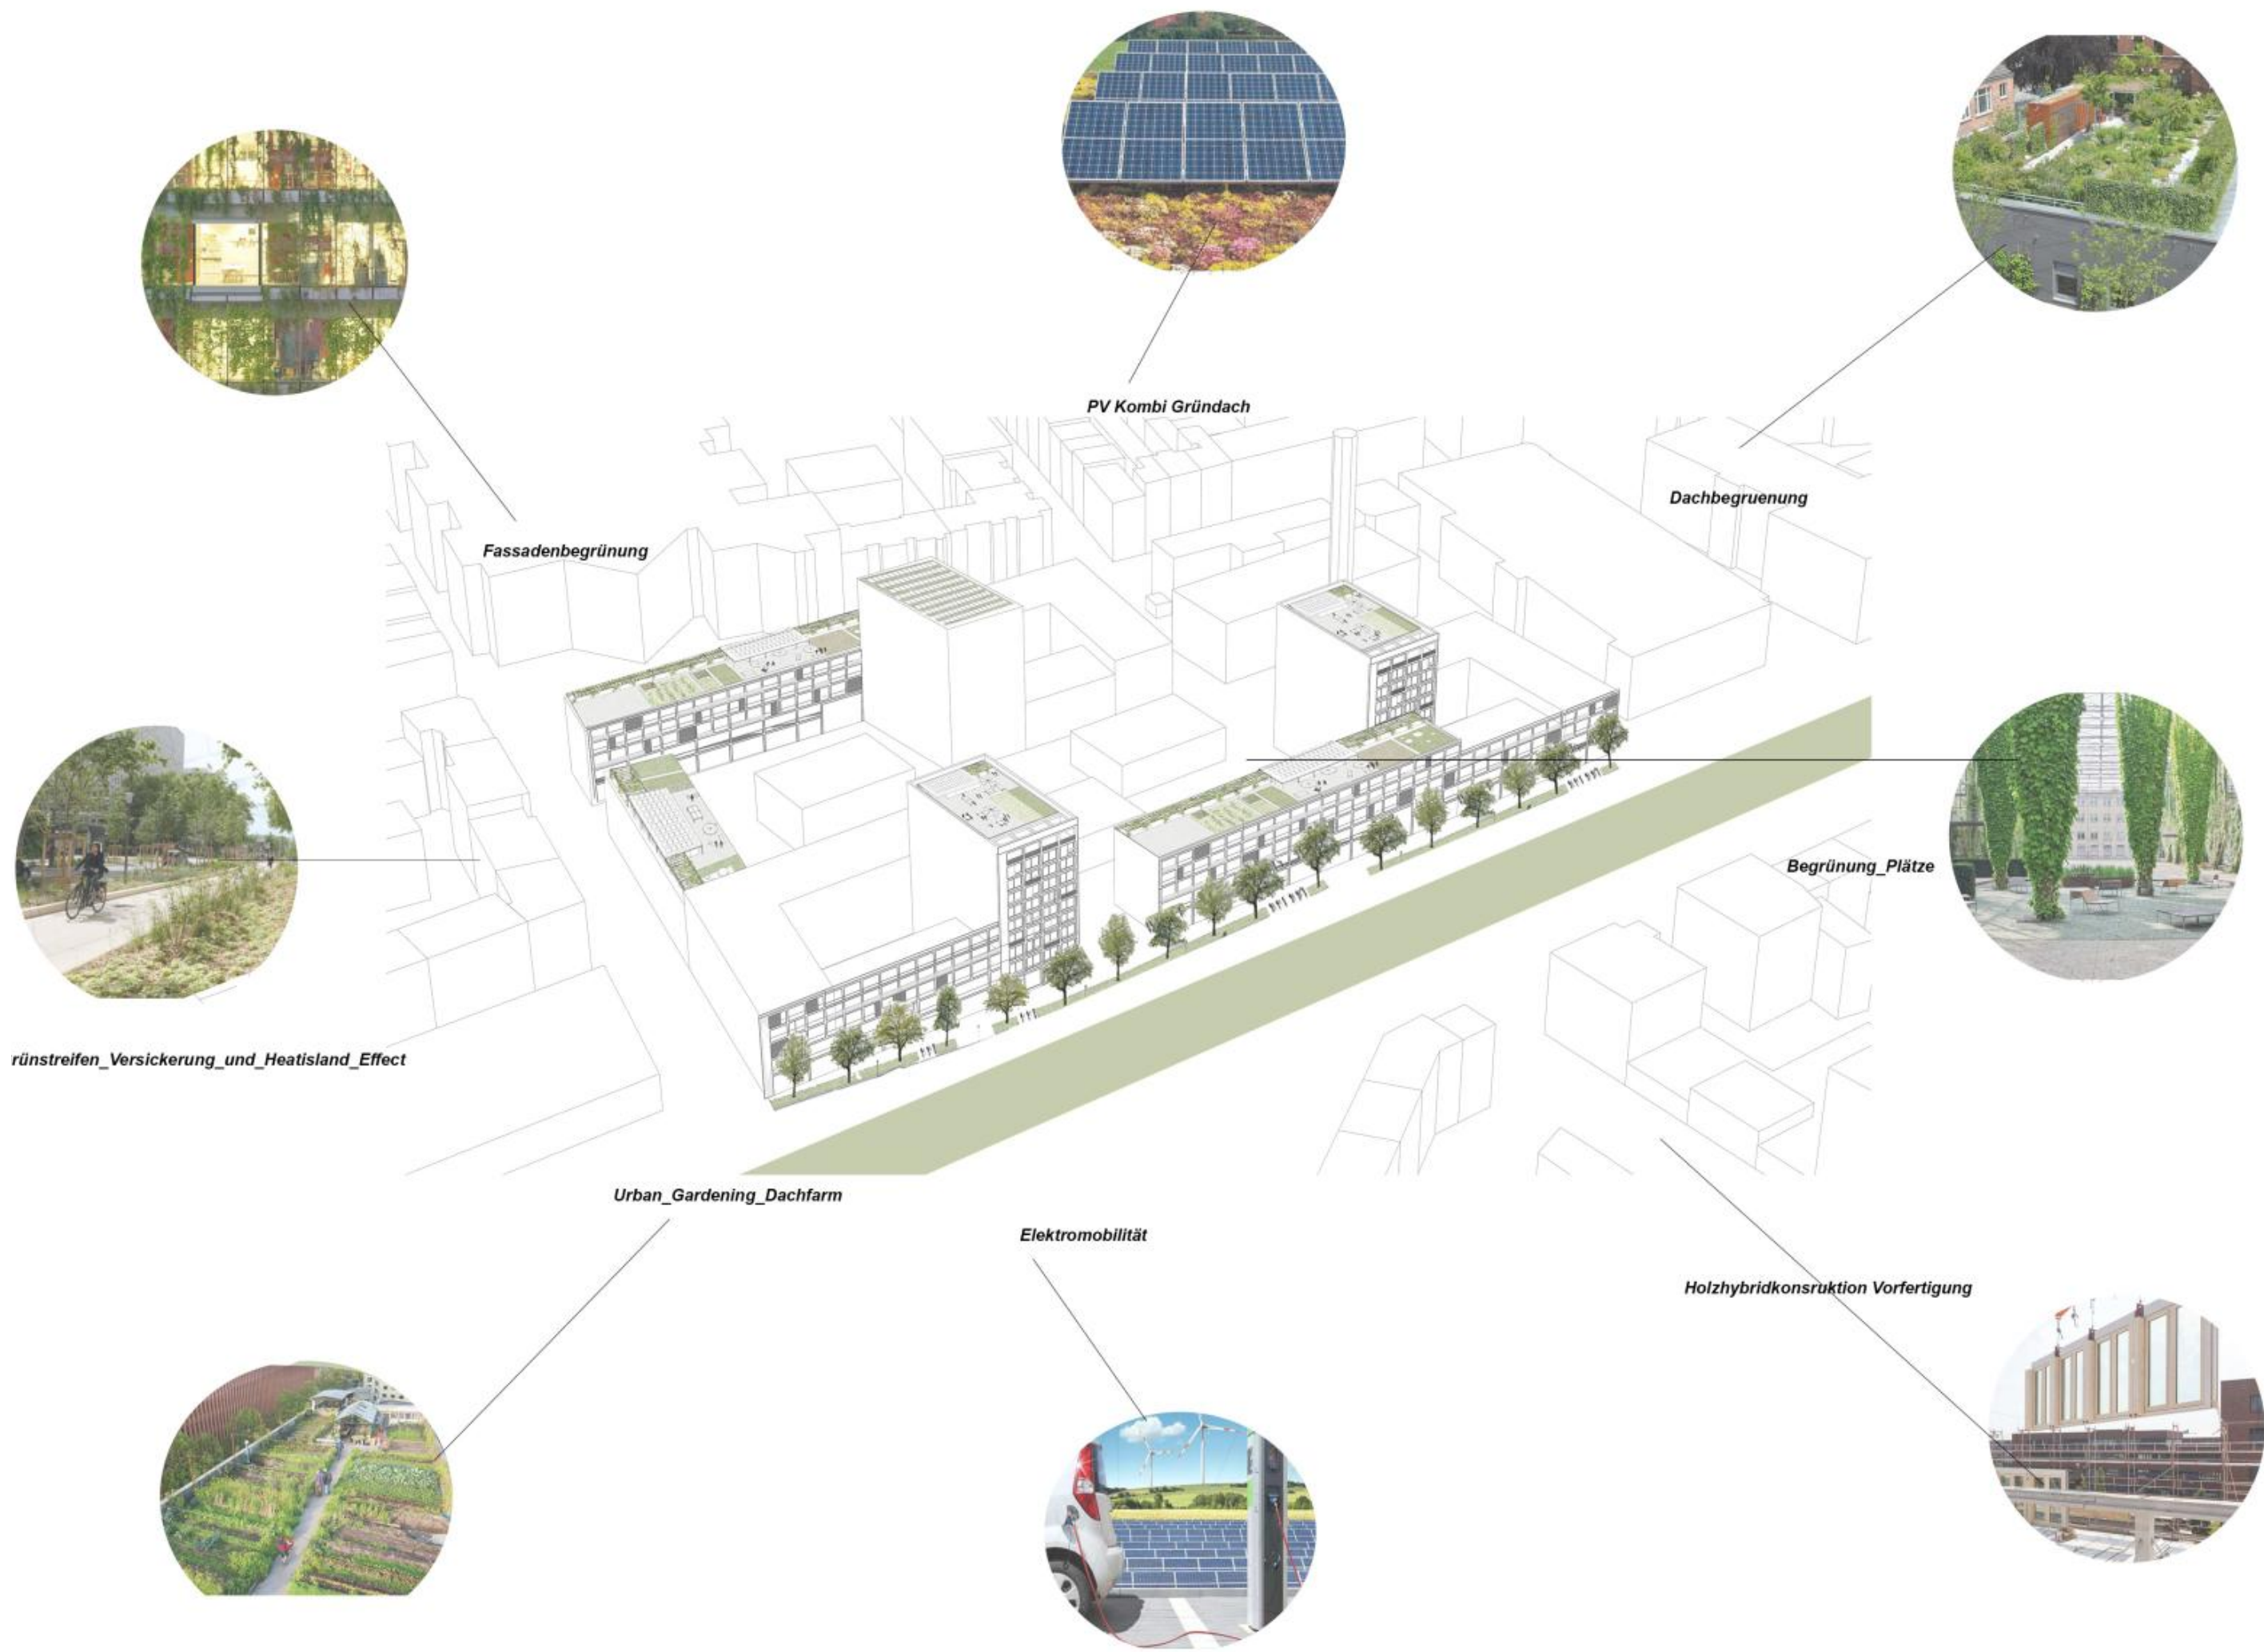 PV Kombi Gründach
Dachbegruenung
Fassadenbegrünung
Begrünung_Plätze
rünstreifen_Versickerung_und_Heatisland_Effect
Urban_Gardening_Dachfarm
Elektromobilität
Holzhybridkonsruktion Vorfertigung